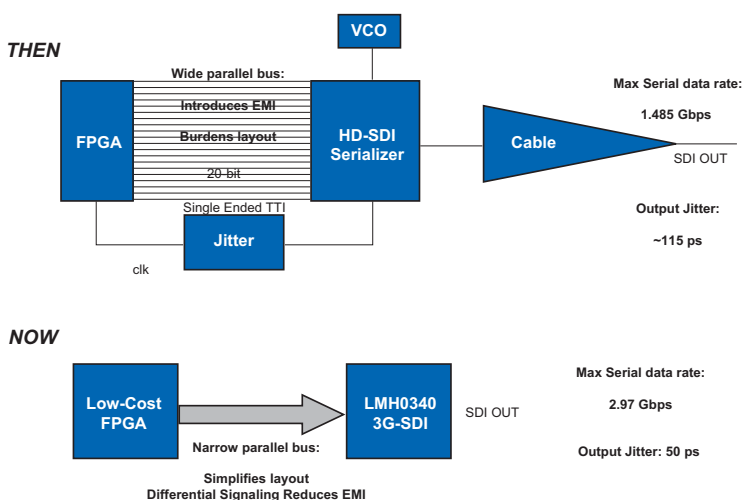 THEN
VCO
Wide parallel bus:
Introduces EMI
Burdens layout
20-bit
Single Ended TTI
FPGA
HD-SDI
Serializer
Cable
Max Serial data rate:
1.485 Gbps
SDI OUT
Output Jitter:
~115 ps
Jitter
clk
NOW
Low-Cost
FPGA
LMH0340
3G-SDI
SDI OUT
Max Serial data rate:
2.97 Gbps
Output Jitter: 50 ps
Narrow parallel bus:
Simplifies layout
Differential Signaling Reduces EMI